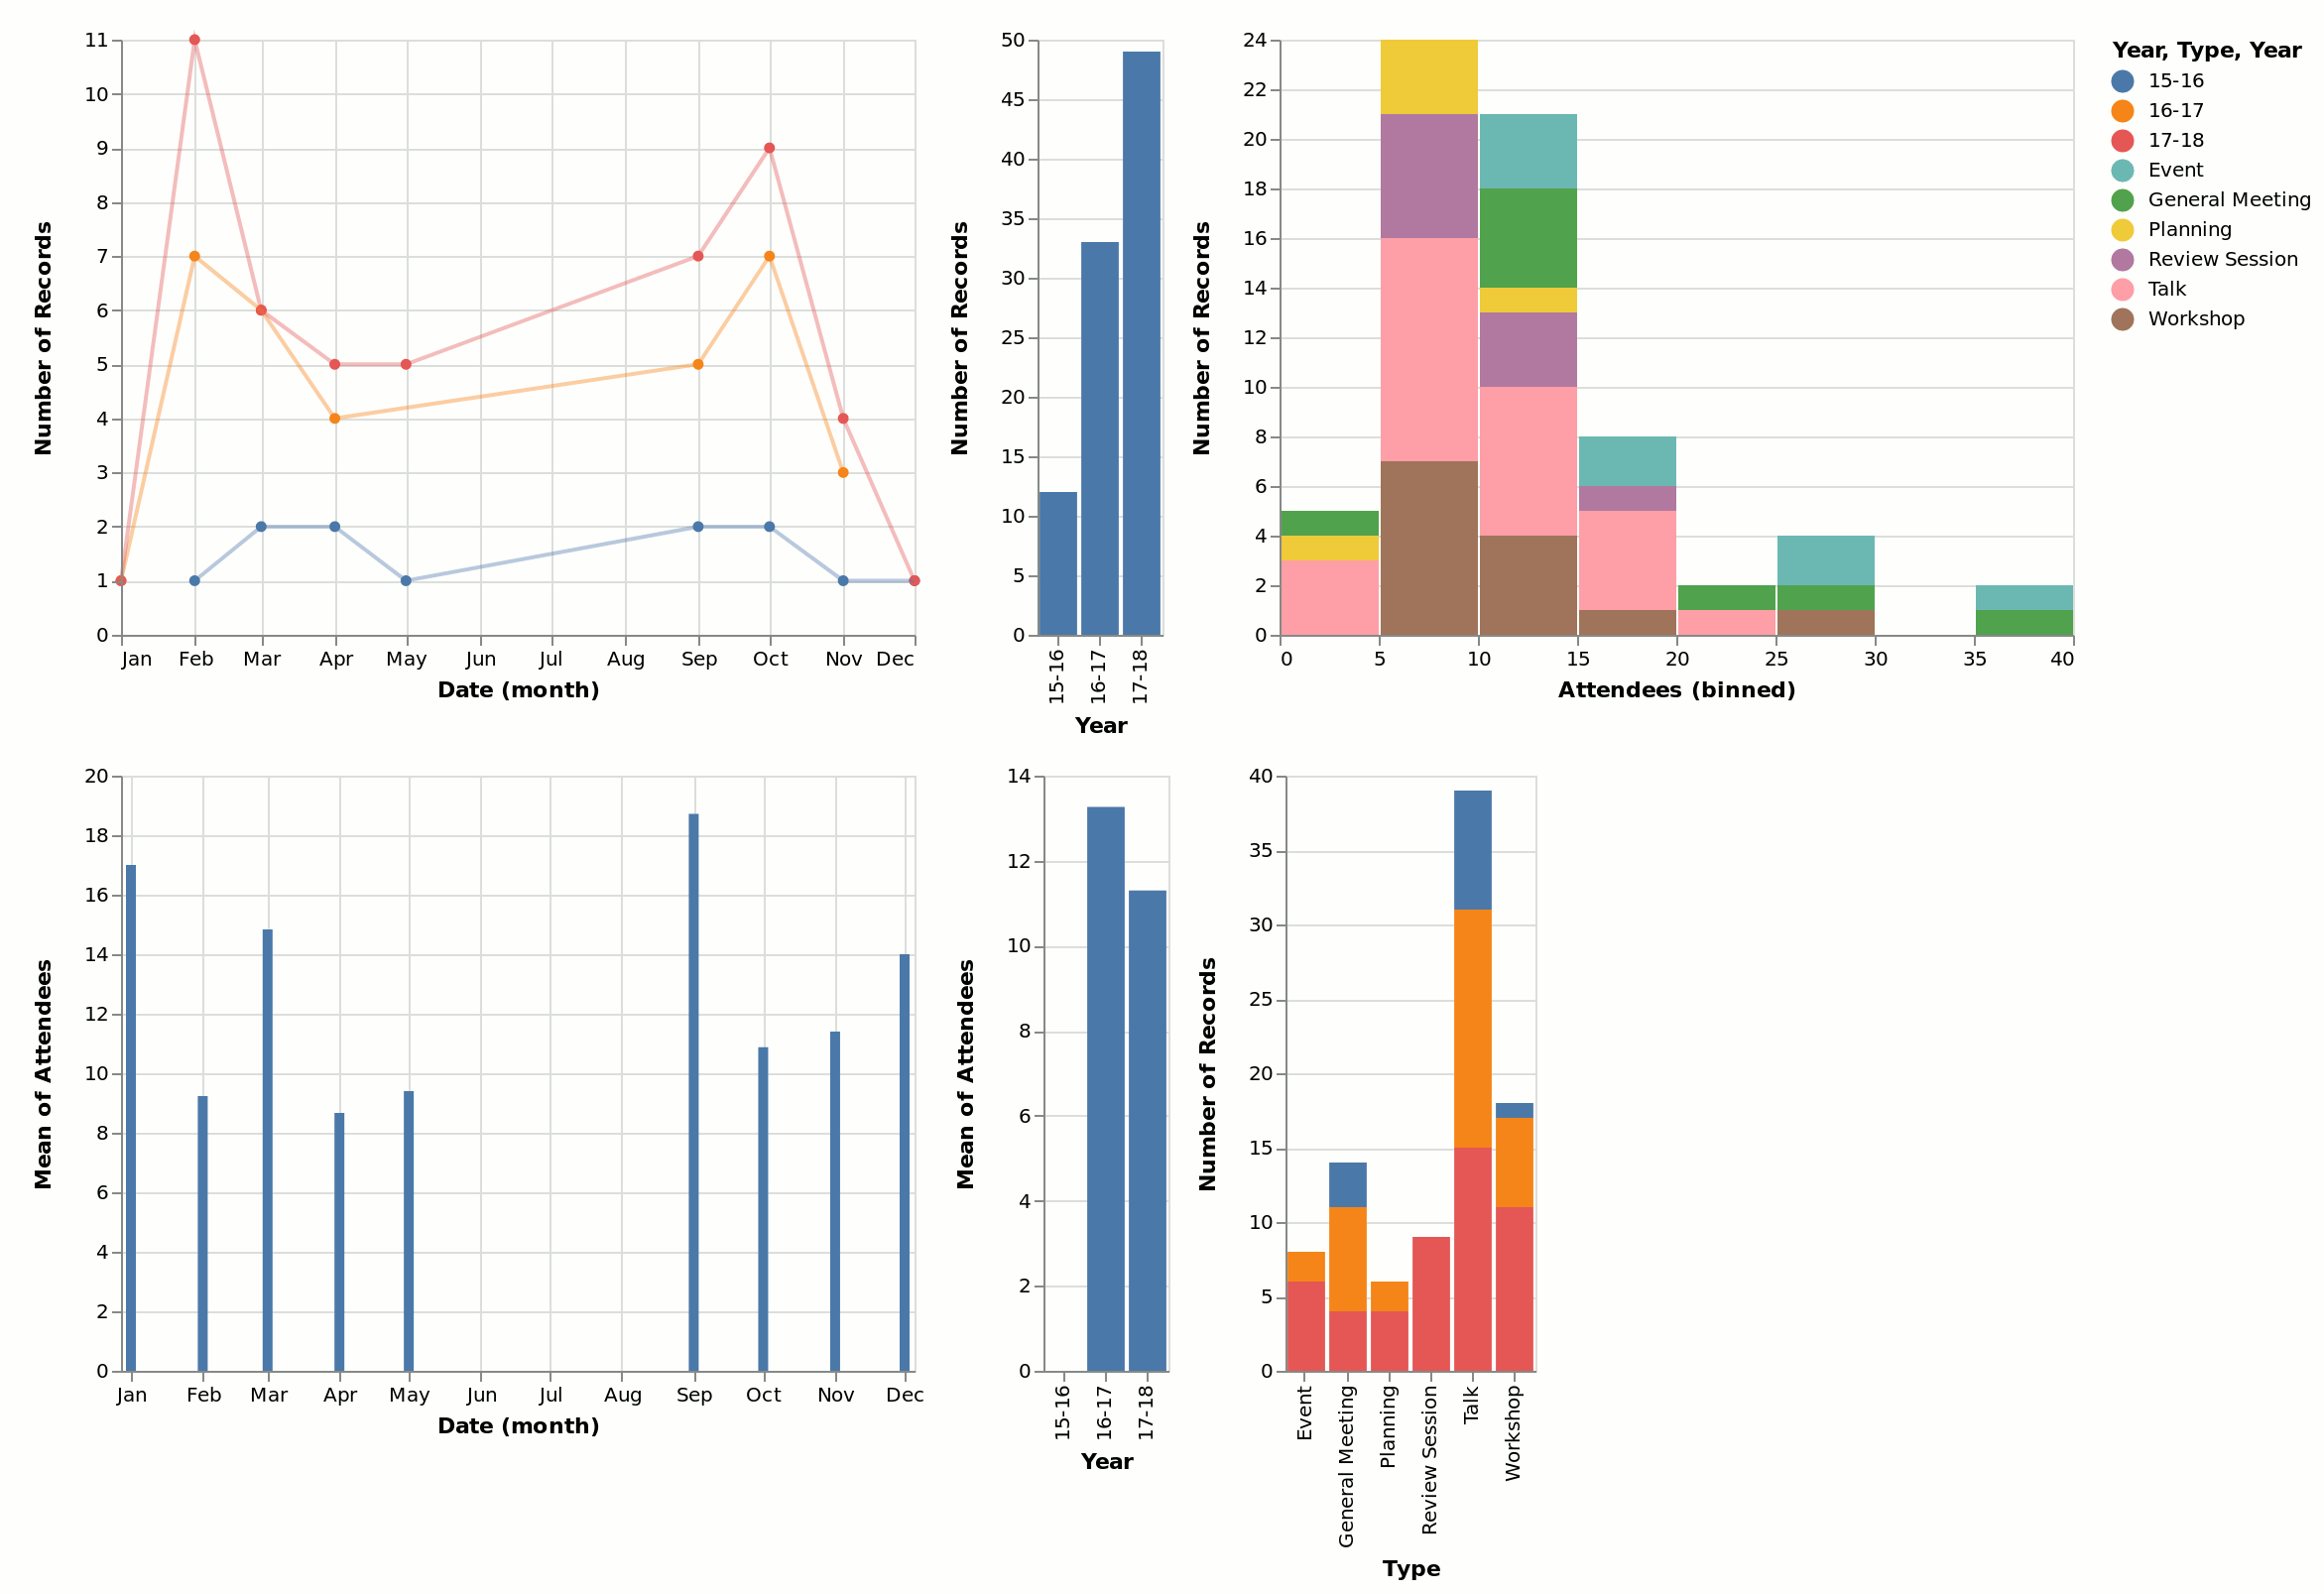 11
10
9
8
7
6
5
4
3
2
1
0
Number of Records
Jan Feb Mar Apr May Jun Jul Aug Sep Oct Nov Dec
Date (month)
50
45
40
35
30
25
20
15
10
5
0
Number of Records
15-16 16-17 17-18
Year
24
22
20
18
16
14
12
10
8
6
4
2
0
Number of Records
0 5 10 15 20 25 30 35 40
Attendees (binned)
Year, Type, Year
15-16
16-17
17-18
Event
General Meeting
Planning
Review Session
Talk
Workshop
20
18
16
14
12
10
8
6
4
2
0
Mean of Attendees
Jan Feb Mar Apr May Jun Jul Aug Sep Oct Nov Dec
Date (month)
14
12
10
8
6
4
2
0
Mean of Attendees
15-16 16-17 17-18
Year
40
35
30
25
20
15
10
5
0
Number of Records
Event
General Meeting
Planning
Review Session
Talk
Workshop
Type